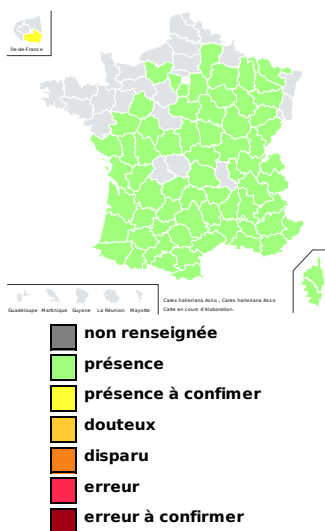 Île-de-France
Guadeloupe Martinique Guyane La Réunion Mayotte
Carex halleriana Asso , Carex halleriana Asso
Carte en cours d'élaboration.
non renseignée
présence
présence à confimer
douteux
disparu
erreur
erreur à confirmer